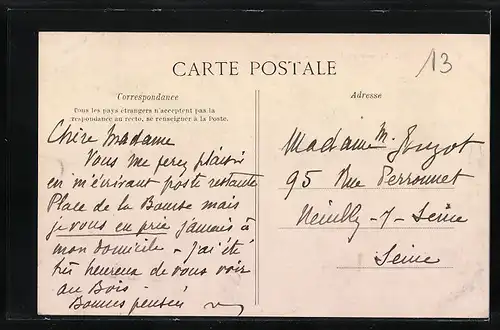 13
CARTE POSTALE
Correspondance
Tous les pays étrangers n'acceptent pas la
respondance au recto, se renseigner à la Poste.
Chère Madame
Vous me ferez plaisir
en m'écrivant poste restante
Place de la Bourse mais
je vous en prie jamais à
mon domicile – j'ai été
très heureux de vous voir
au Bois –
Bonnes pensées
Adresse
Madame M.
95 Rue Perronnet
Neuilly-s-Seine
Seine